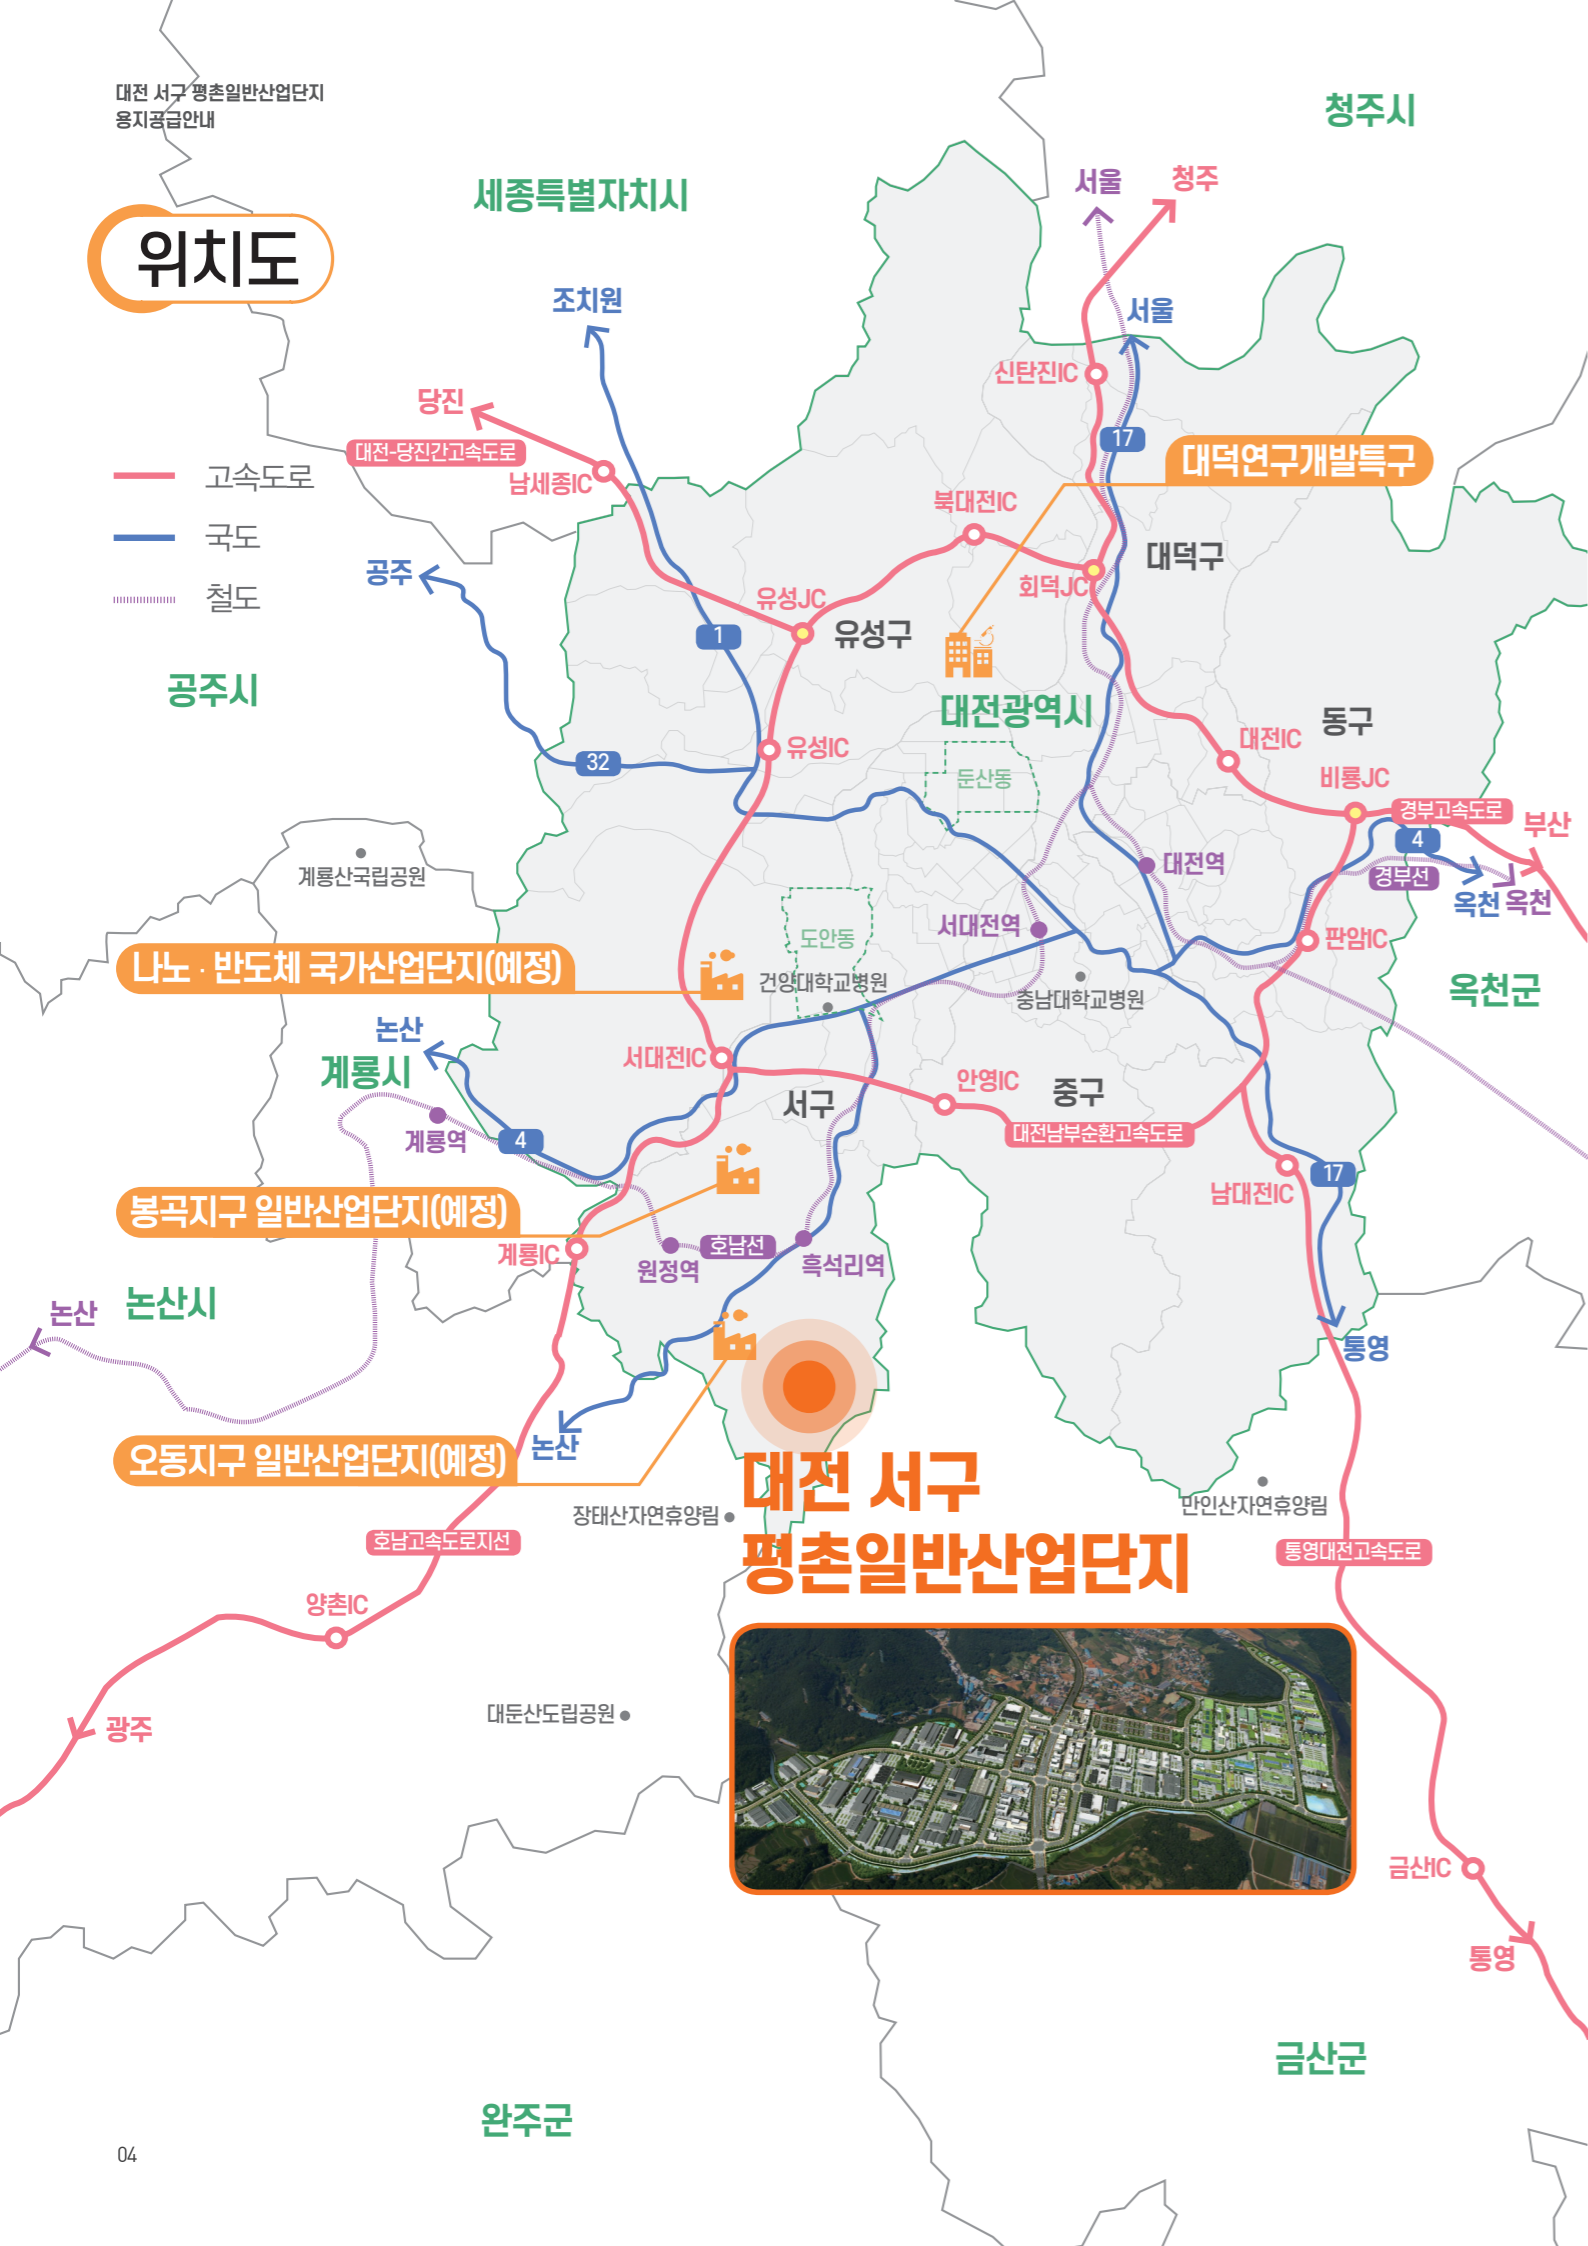 대전 서구 평촌일반산업단지
용지공급안내
위치도
고속도로
국도
철도
청주시
세종특별자치시
서울
청주
조치원
서울
신탄진IC
당진
대전-당진간고속도로
남세종IC
17
대덕연구개발특구
북대전IC
대덕구
공주
회덕JC
유성JC
1
유성구
공주시
대전광역시
동구
유성IC
대전IC
32
둔산동
비룡JC
경부고속도로
부산
4
대전역
경부선
옥천
옥천
계룡산국립공원
서대전역
도안동
판암IC
나노·반도체 국가산업단지(예정)
건양대학교병원
충남대학교병원
옥천군
논산
계룡시
서대전IC
안영IC
중구
서구
계룡역
4
대전남부순환고속도로
남대전IC
17
봉곡지구 일반산업단지(예정)
계룡IC
원정역
호남선
흑석리역
논산
논산시
통영
오동지구 일반산업단지(예정)
논산
대전 서구
평촌일반산업단지
장태산자연휴양림
만인산자연휴양림
호남고속도로지선
통영대전고속도로
양촌IC
대둔산도립공원
광주
금산IC
통영
금산군
완주군
04